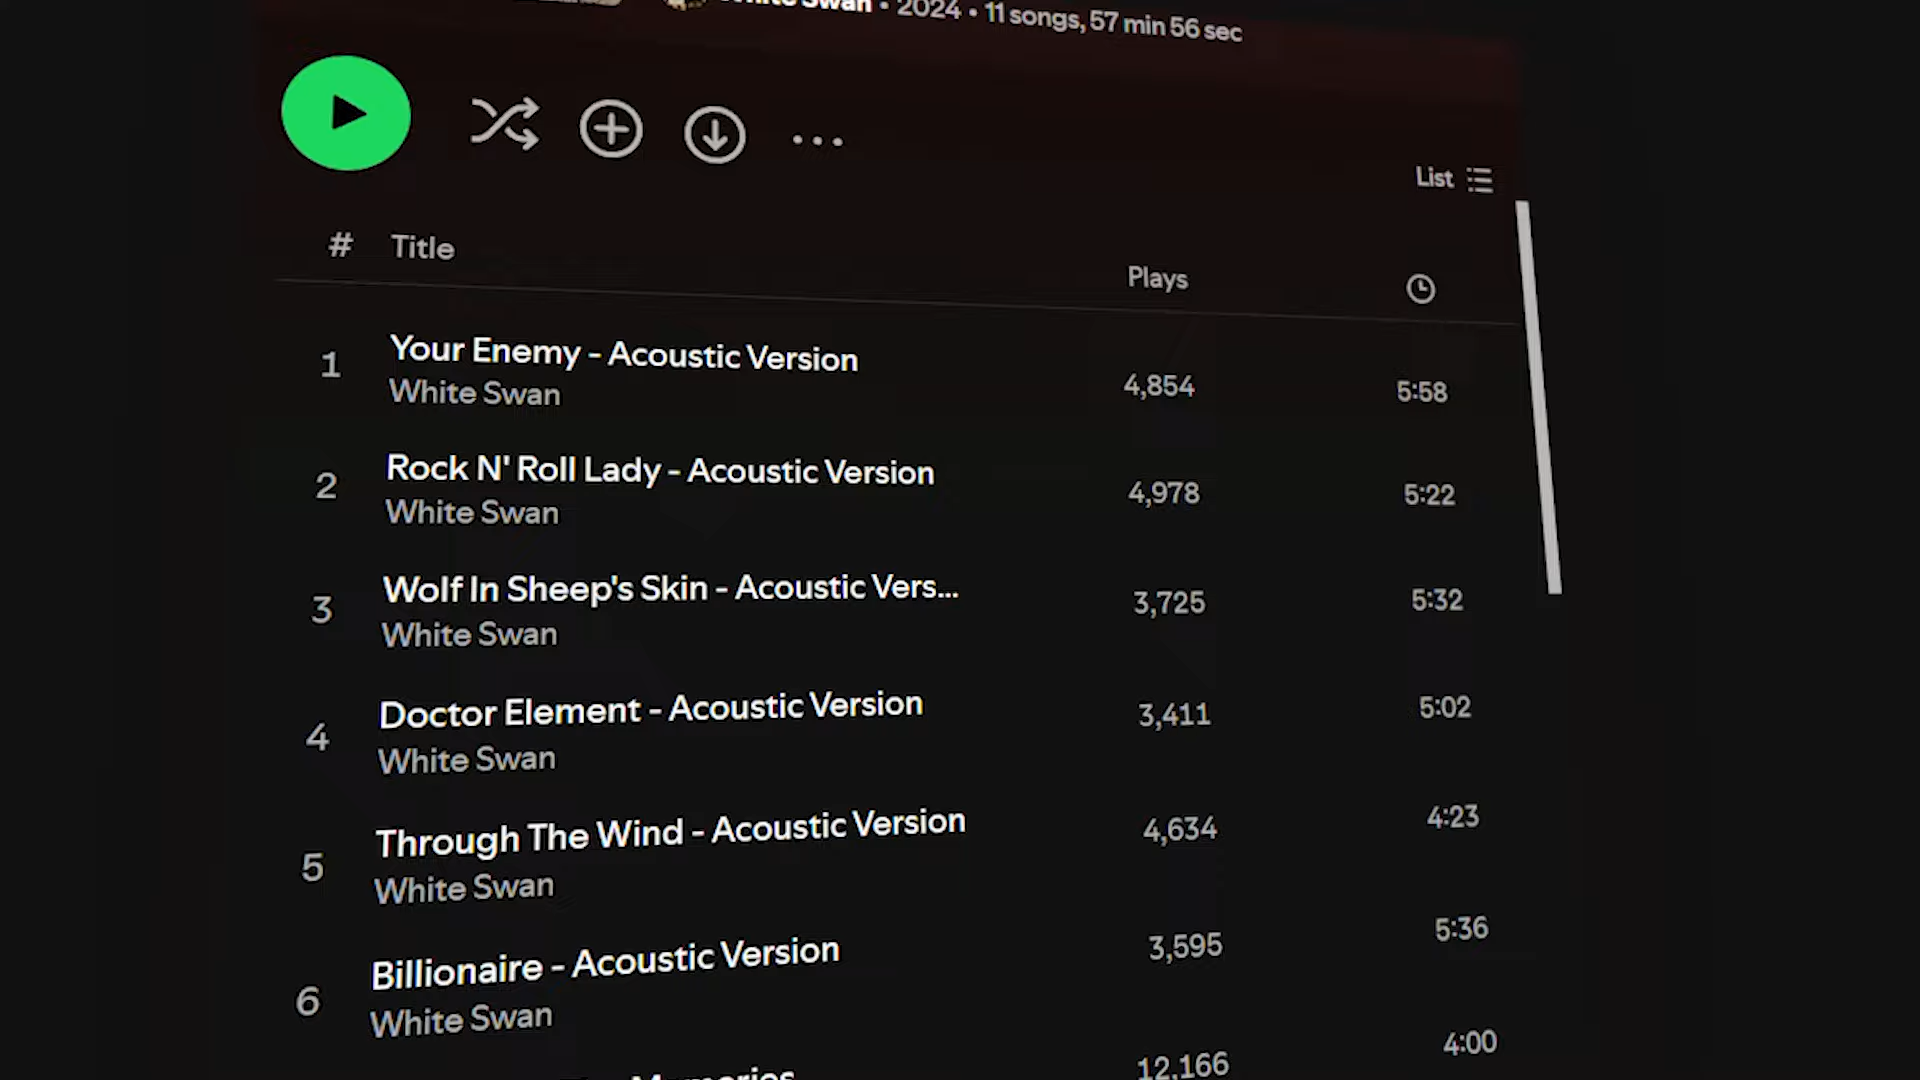 White Swan • 2024 • 11 songs, 57 min 56 sec
List
# Title Plays
1 Your Enemy - Acoustic Version 4,854 5:58
White Swan
2 Rock N' Roll Lady - Acoustic Version 4,978 5:22
White Swan
3 Wolf In Sheep's Skin - Acoustic Vers... 3,725 5:32
White Swan
4 Doctor Element - Acoustic Version 3,411 5:02
White Swan
5 Through The Wind - Acoustic Version 4,634 4:23
White Swan
6 Billionaire - Acoustic Version 3,595 5:36
White Swan
Memories 12,166 4:00